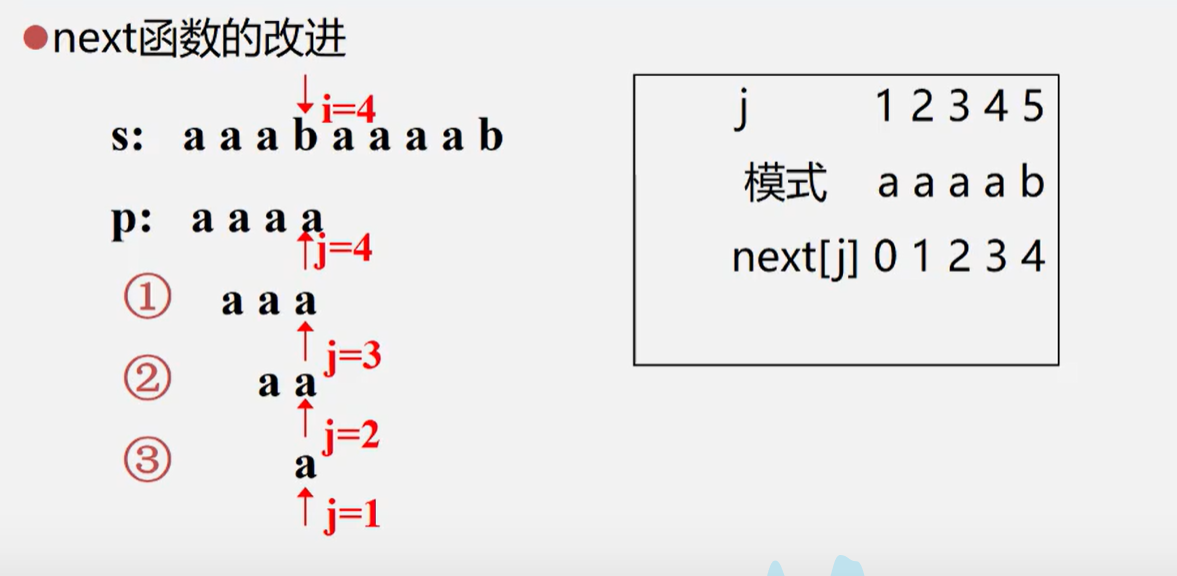 ●next函数的改进
i=4
s: a a a b a a a a b
p: a a a a
j=4
① a a a
j=3
② a a
j=2
③ a
j=1
j 1 2 3 4 5
模式 a a a a b
next[j] 0 1 2 3 4